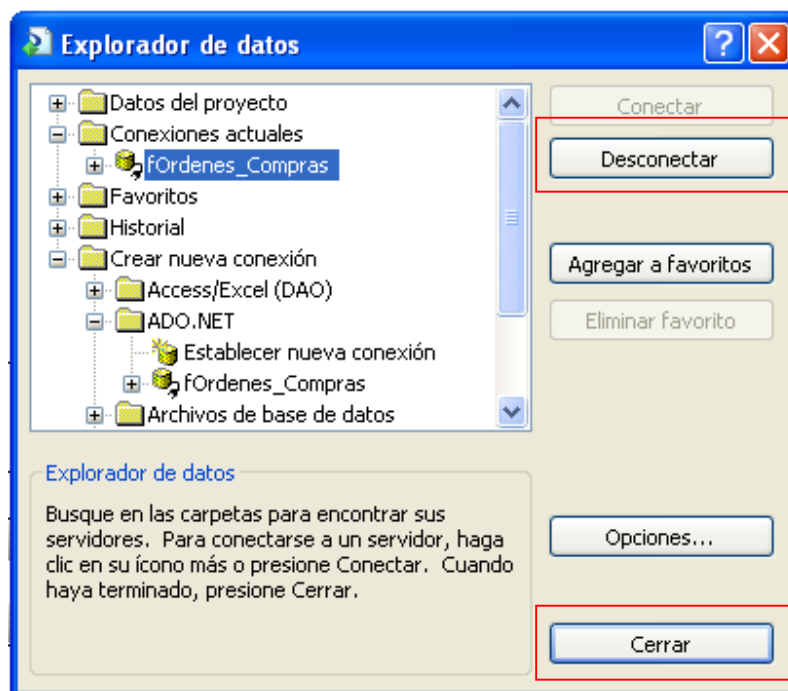 Explorador de datos
Datos del proyecto
Conexiones actuales
fOrdenes_Compras
Favoritos
Historial
Crear nueva conexión
Access/Excel (DAO)
ADO.NET
Establecer nueva conexión
fOrdenes_Compras
Archivos de base de datos
Conectar
Desconectar
Agregar a favoritos
Eliminar favorito
Explorador de datos
Busque en las carpetas para encontrar sus
servidores. Para conectarse a un servidor, haga
clic en su ícono más o presione Conectar. Cuando
haya terminado, presione Cerrar.
Opciones...
Cerrar